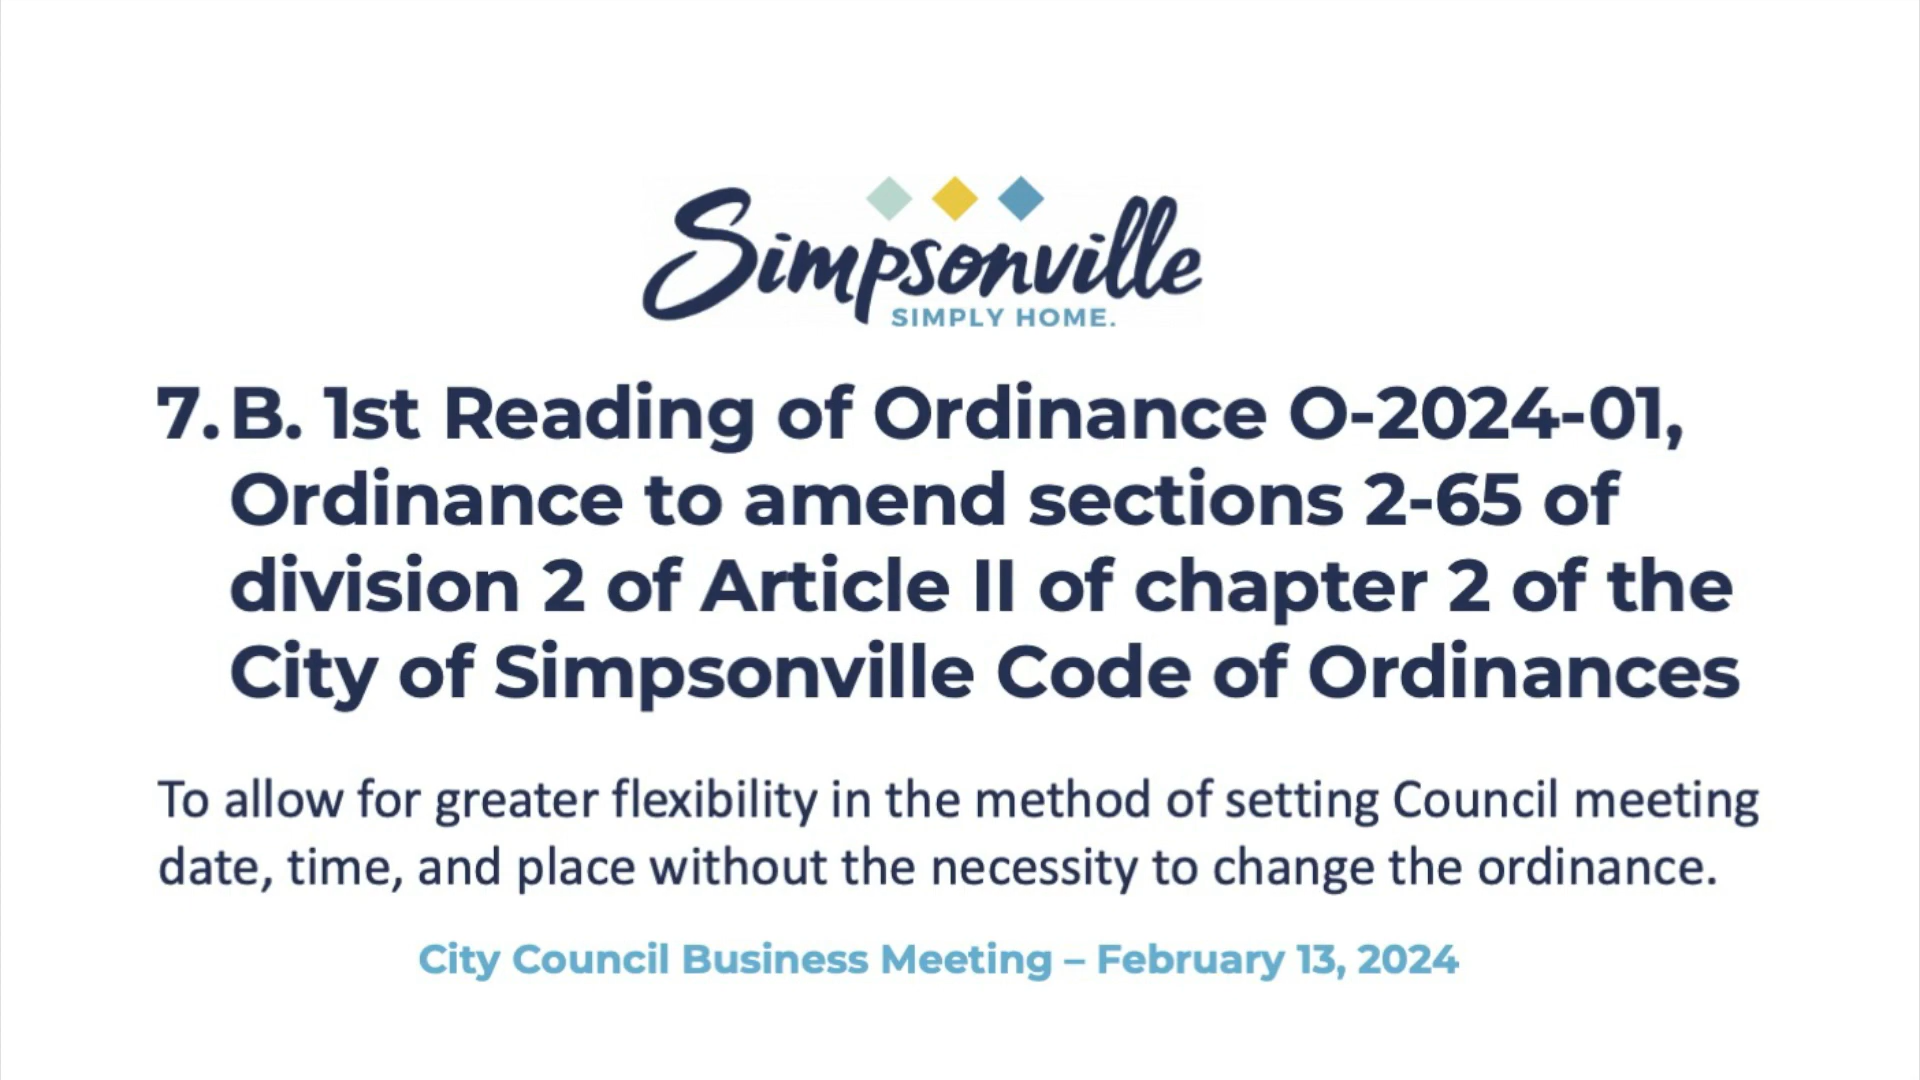 Simpsonville
SIMPLY HOME.
7. B. 1st Reading of Ordinance O-2024-01,
Ordinance to amend sections 2-65 of
division 2 of Article II of chapter 2 of the
City of Simpsonville Code of Ordinances
To allow for greater flexibility in the method of setting Council meeting
date, time, and place without the necessity to change the ordinance.
City Council Business Meeting – February 13, 2024